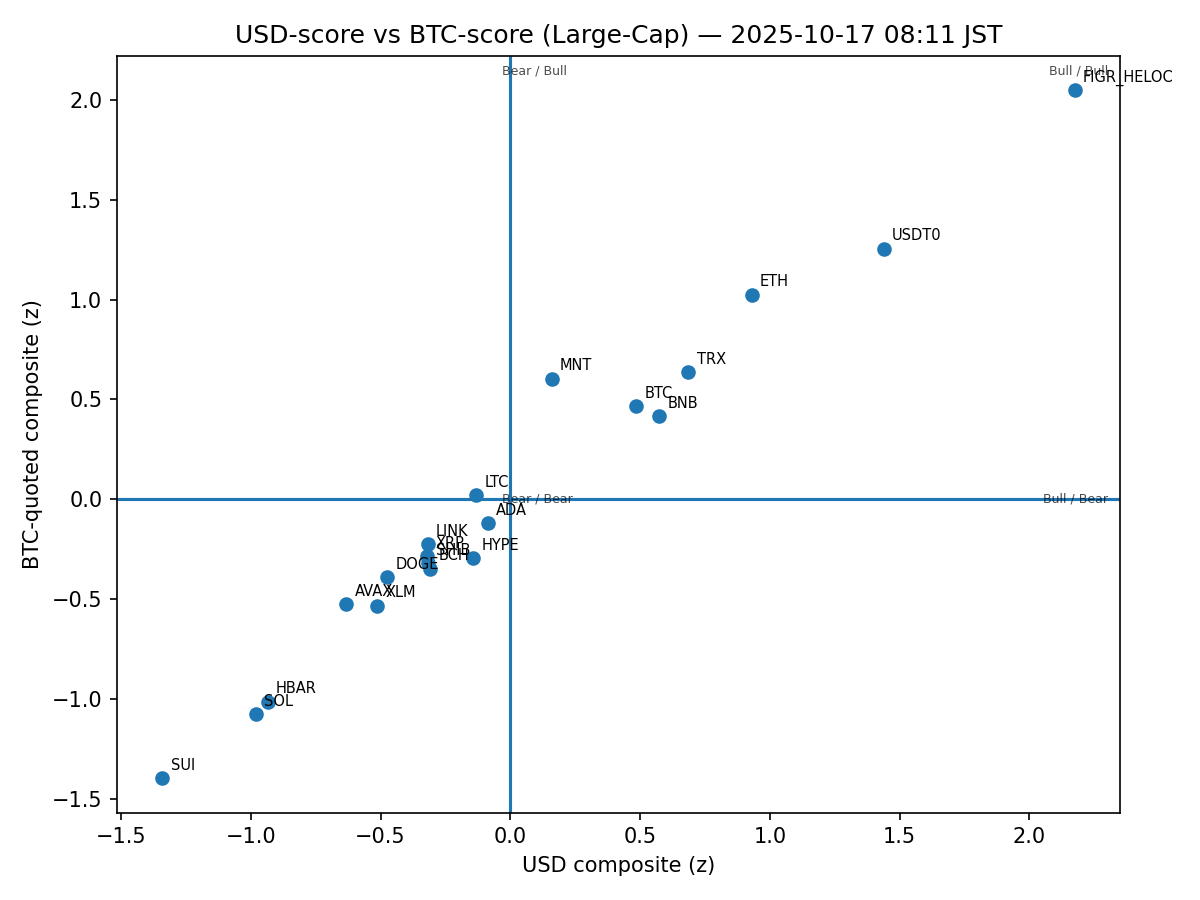 USD-score vs BTC-score (Large-Cap) — 2025-10-17 08:11 JST
Bear / Bull
Bull / Bull
FIGR_HELOC
USDT0
ETH
MNT
TRX
BTC
BNB
LTC
Bear / Bear
Bull / Bear
ADA
LINK
XRP
SHIB
BCH
HYPE
DOGE
AVAX
XLM
HBAR
SOL
SUI
2.0
1.5
1.0
0.5
0.0
−0.5
−1.0
−1.5
BTC-quoted composite (z)
−1.5
−1.0
−0.5
0.0
0.5
1.0
1.5
2.0
USD composite (z)